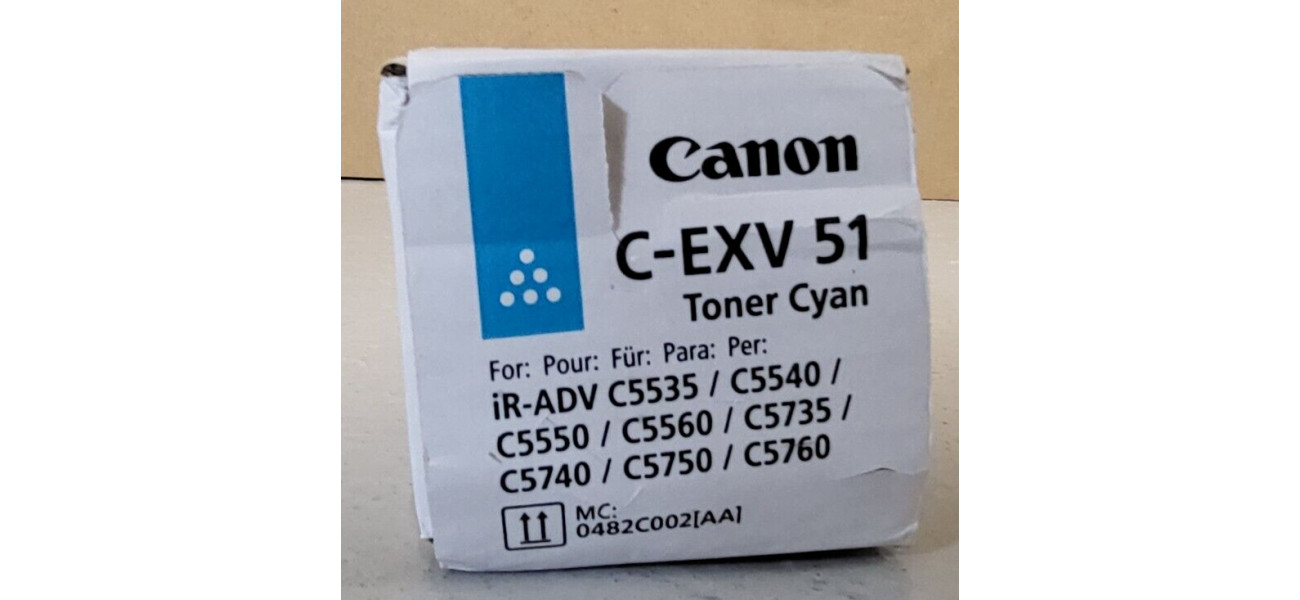 Canon
C-EXV 51
Toner Cyan
For: Pour: Für: Para: Per:
iR-ADV C5535 / C5540 /
C5550 / C5560 / C5735 /
C5740 / C5750 / C5760
MC:
0482C002[AA]